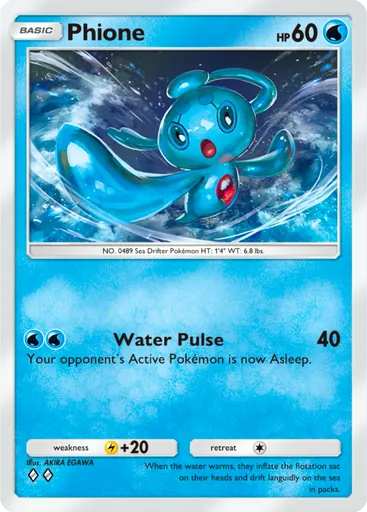 BASIC Phione HP 60
NO. 0489 Sea Drifter Pokémon HT: 1'4" WT: 6.8 lbs.
Water Pulse 40
Your opponent's Active Pokémon is now Asleep.
weakness +20 retreat
Illus. AKIRA EGAWA
When the water warms, they inflate the flotation sac
on their heads and drift languidly on the sea
in packs.